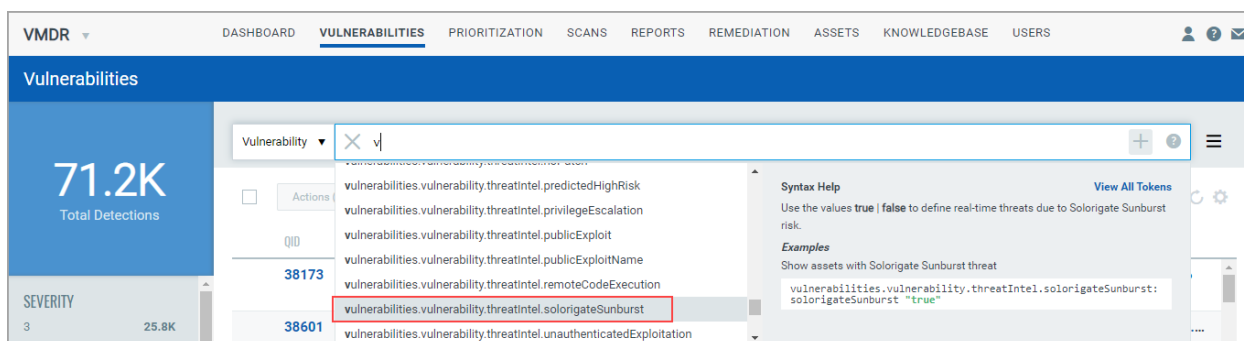 VMDR DASHBOARD VULNERABILITIES PRIORITIZATION SCANS REPORTS REMEDIATION ASSETS KNOWLEDGEBASE USERS
Vulnerabilities
71.2K
Total Detections
SEVERITY
3 25.8K
Vulnerability v
Actions (
QID
38173
38601
vulnerabilities.vulnerability.threatIntel.predictedHighRisk
vulnerabilities.vulnerability.threatIntel.privilegeEscalation
vulnerabilities.vulnerability.threatIntel.publicExploit
vulnerabilities.vulnerability.threatIntel.publicExploitName
vulnerabilities.vulnerability.threatIntel.remoteCodeExecution
vulnerabilities.vulnerability.threatIntel.solorigateSunburst
vulnerabilities.vulnerability.threatIntel.unauthenticatedExploitation
Syntax Help View All Tokens
Use the values true | false to define real-time threats due to Solorigate Sunburst
risk.
Examples
Show assets with Solorigate Sunburst threat
vulnerabilities.vulnerability.threatIntel.solorigateSunburst:
solorigateSunburst "true"